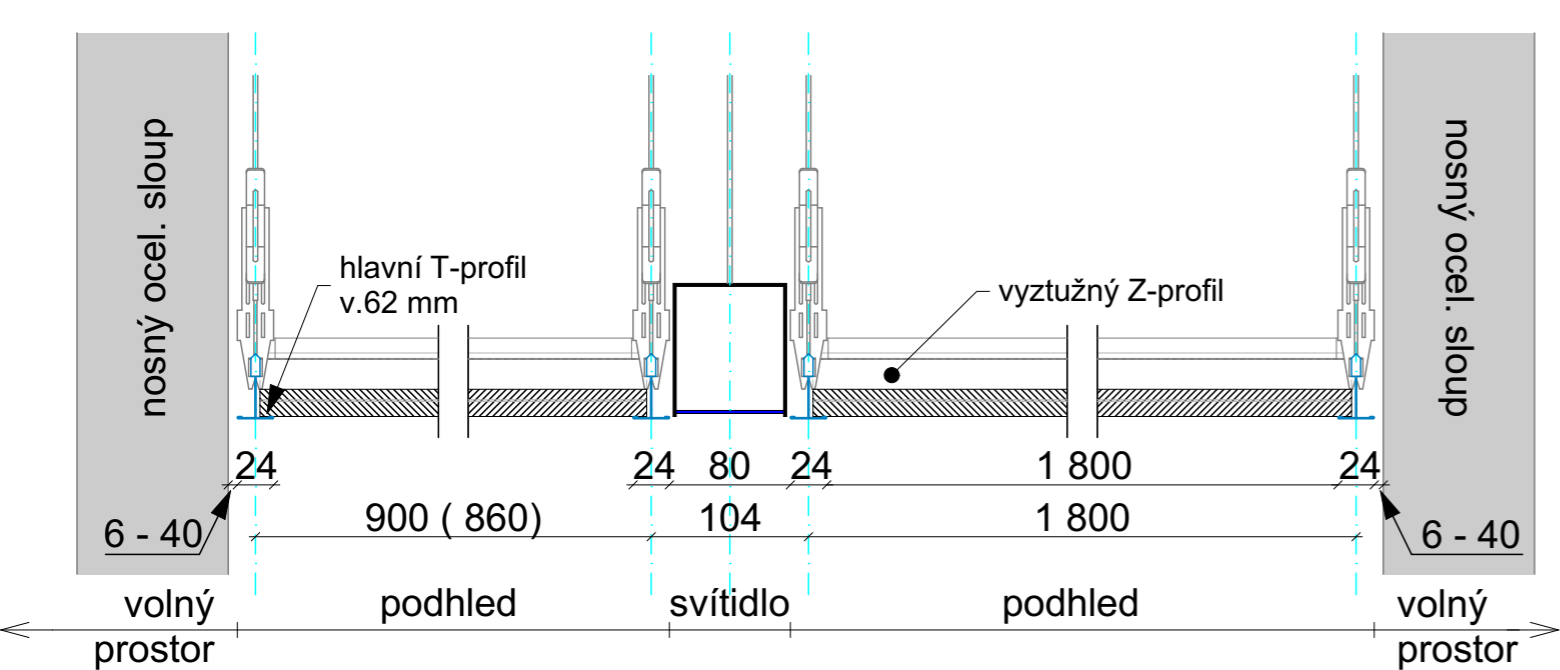 nosný ocel. sloup
hlavní T-profil
v.62 mm
vyztužný Z-profil
nosný ocel. sloup
24 24 80 24 1 800 24
6 - 40 900 ( 860) 104 1 800 6 - 40
volný podhled svítidlo podhled volný
prostor prostor